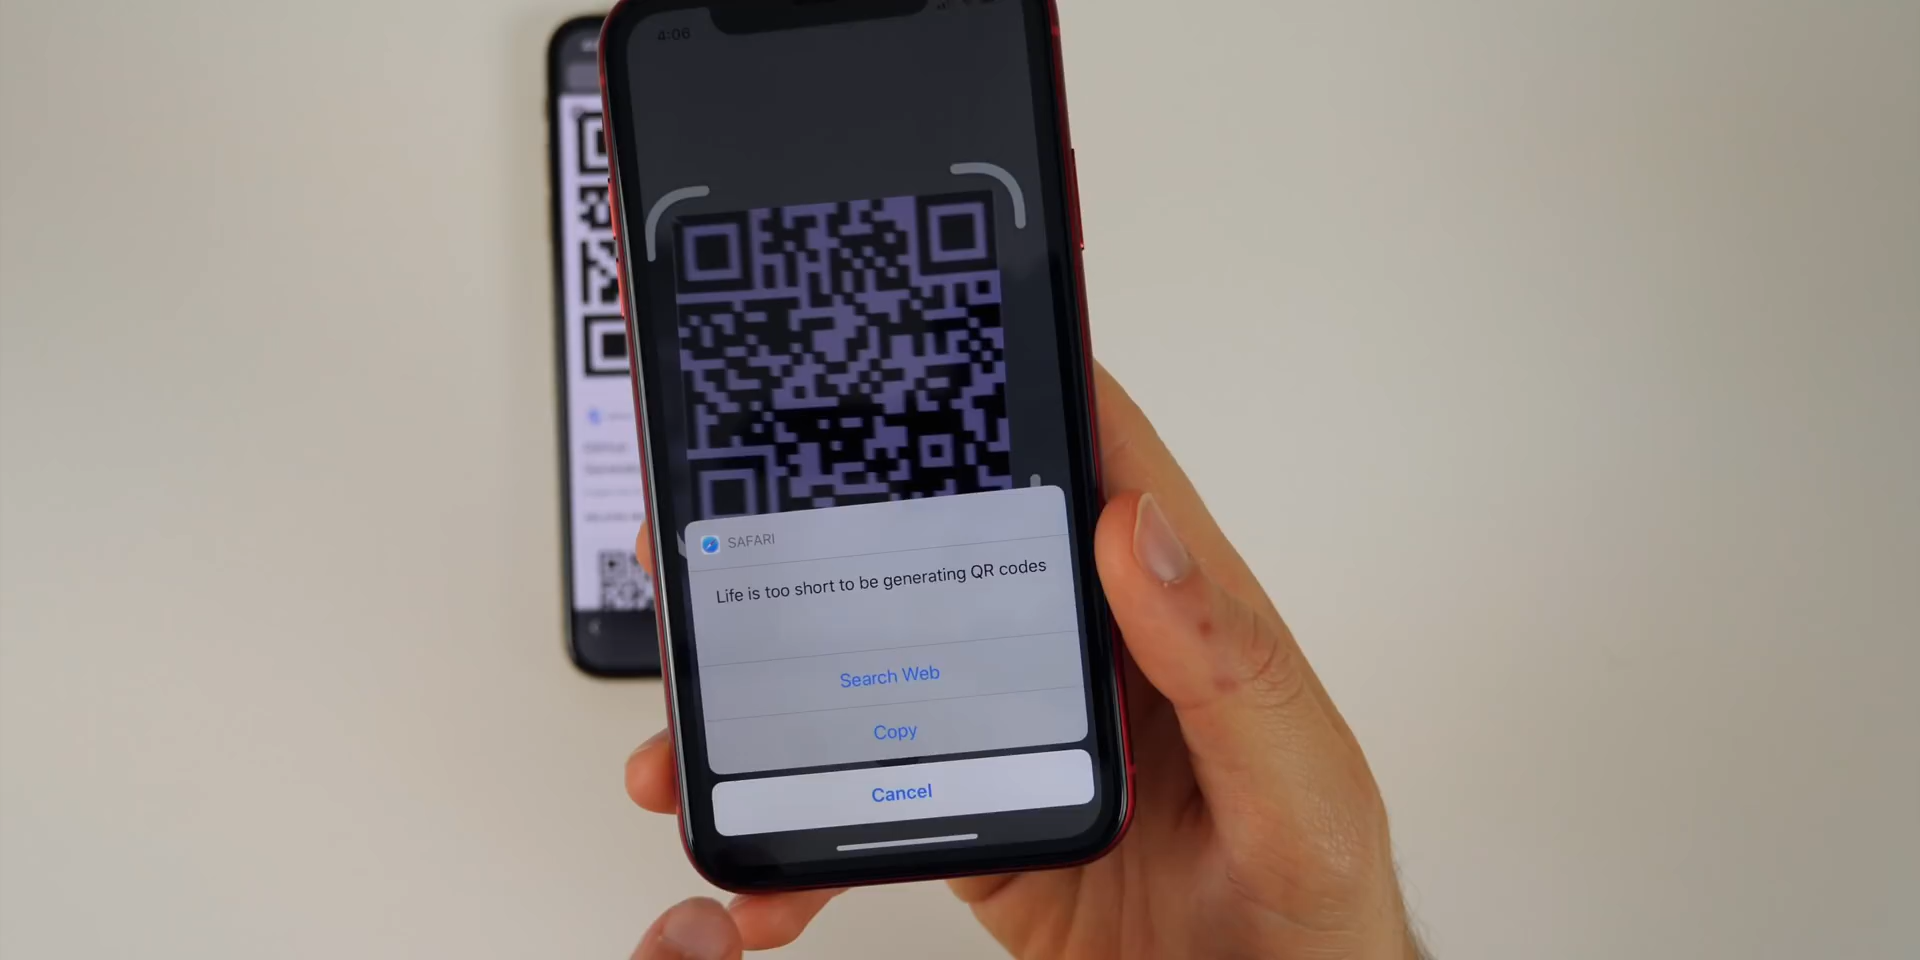 4:06
SAFARI
Life is too short to be generating QR codes
Search Web
Copy
Cancel